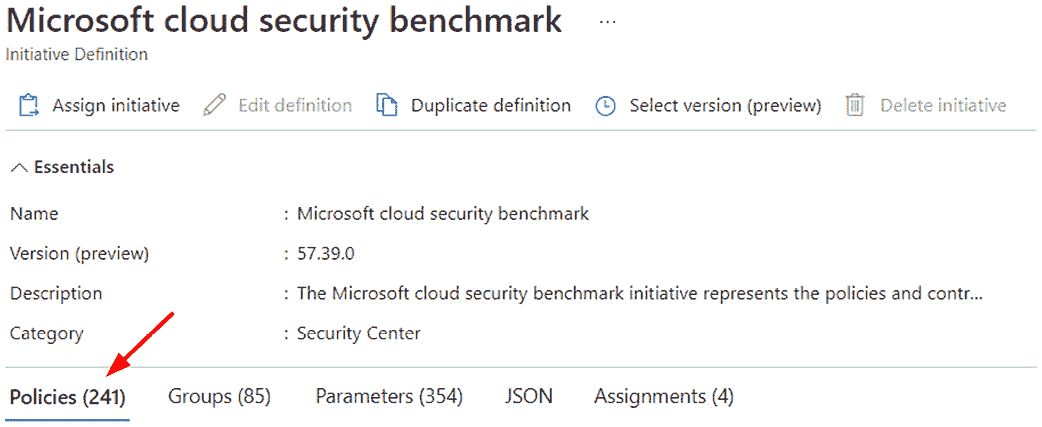 Microsoft cloud security benchmark ...
Initiative Definition
Assign initiative Edit definition Duplicate definition Select version (preview) Delete initiative
Essentials
Name : Microsoft cloud security benchmark
Version (preview) : 57.39.0
Description : The Microsoft cloud security benchmark initiative represents the policies and contr...
Category : Security Center
Policies (241) Groups (85) Parameters (354) JSON Assignments (4)